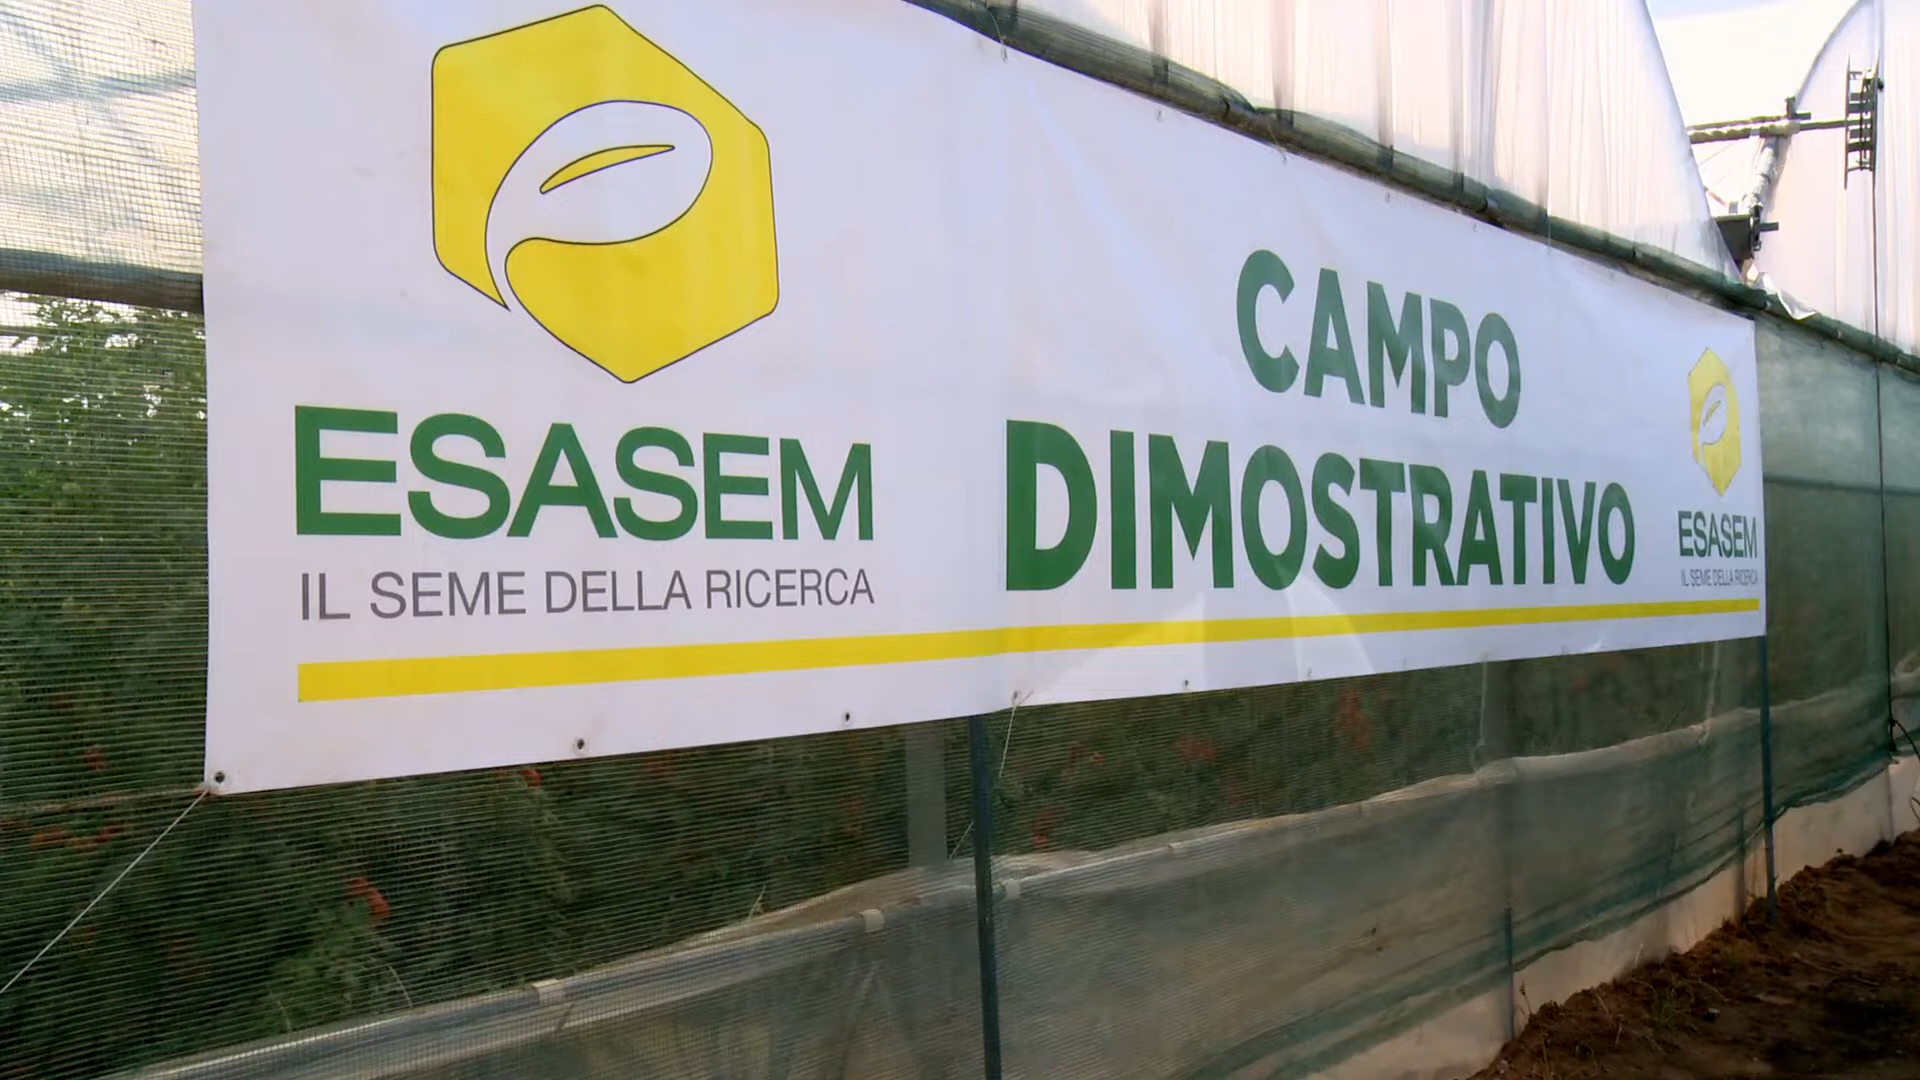 ESASEM
IL SEME DELLA RICERCA
CAMPO
DIMOSTRATIVO
ESASEM
IL SEME DELLA RICERCA